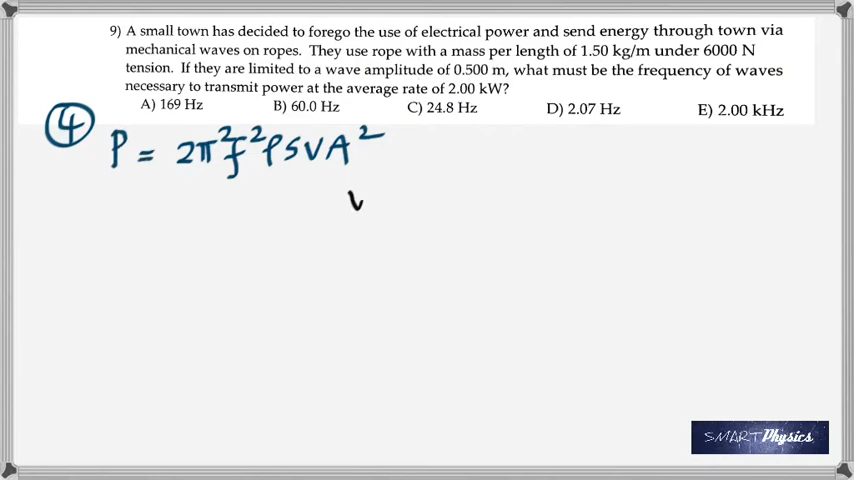 9) A small town has decided to forego the use of electrical power and send energy through town via
mechanical waves on ropes. They use rope with a mass per length of 1.50 kg/m under 6000 N
tension. If they are limited to a wave amplitude of 0.500 m, what must be the frequency of waves
necessary to transmit power at the average rate of 2.00 kW?
A) 169 Hz B) 60.0 Hz C) 24.8 Hz D) 2.07 Hz E) 2.00 kHz
④ P = 2π²f²ρSVA²
V
SMART Physics